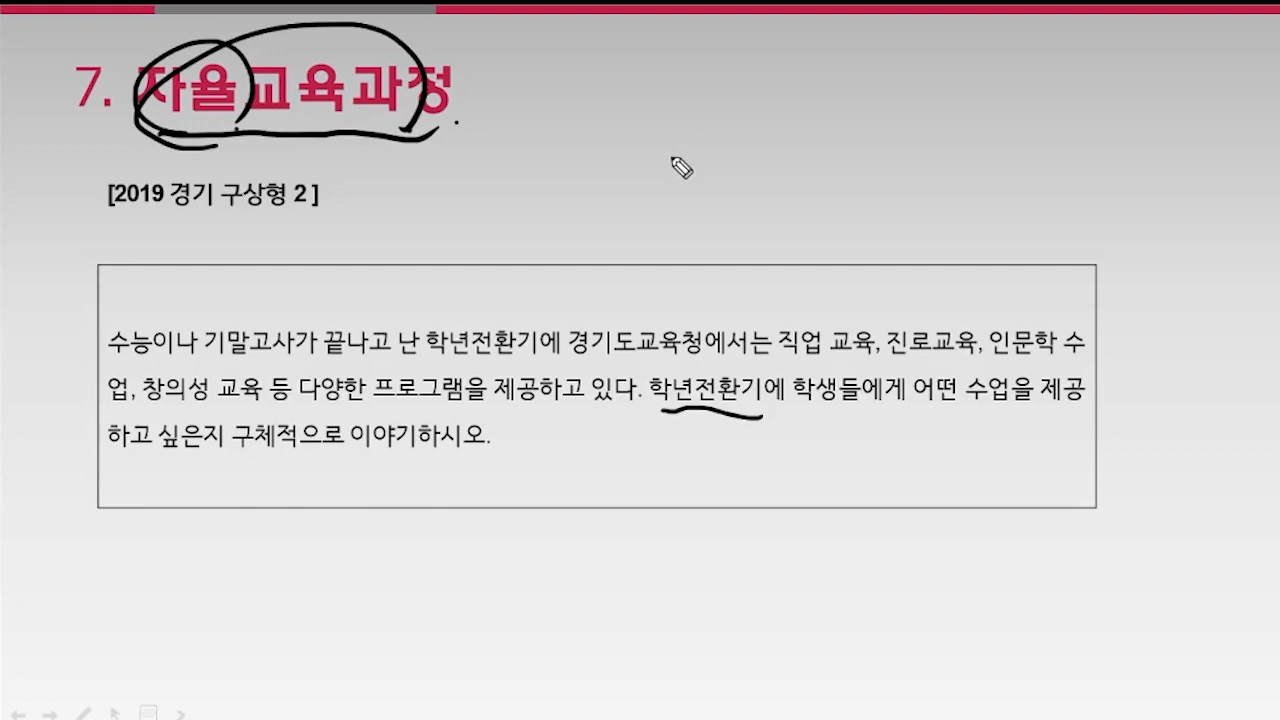 7. 자율교육과정
[2019 경기 구상형 2 ]
수능이나 기말고사가 끝나고 난 학년전환기에 경기도교육청에서는 직업 교육, 진로교육, 인문학 수
업, 창의성 교육 등 다양한 프로그램을 제공하고 있다. 학년전환기에 학생들에게 어떤 수업을 제공
하고 싶은지 구체적으로 이야기하시오.